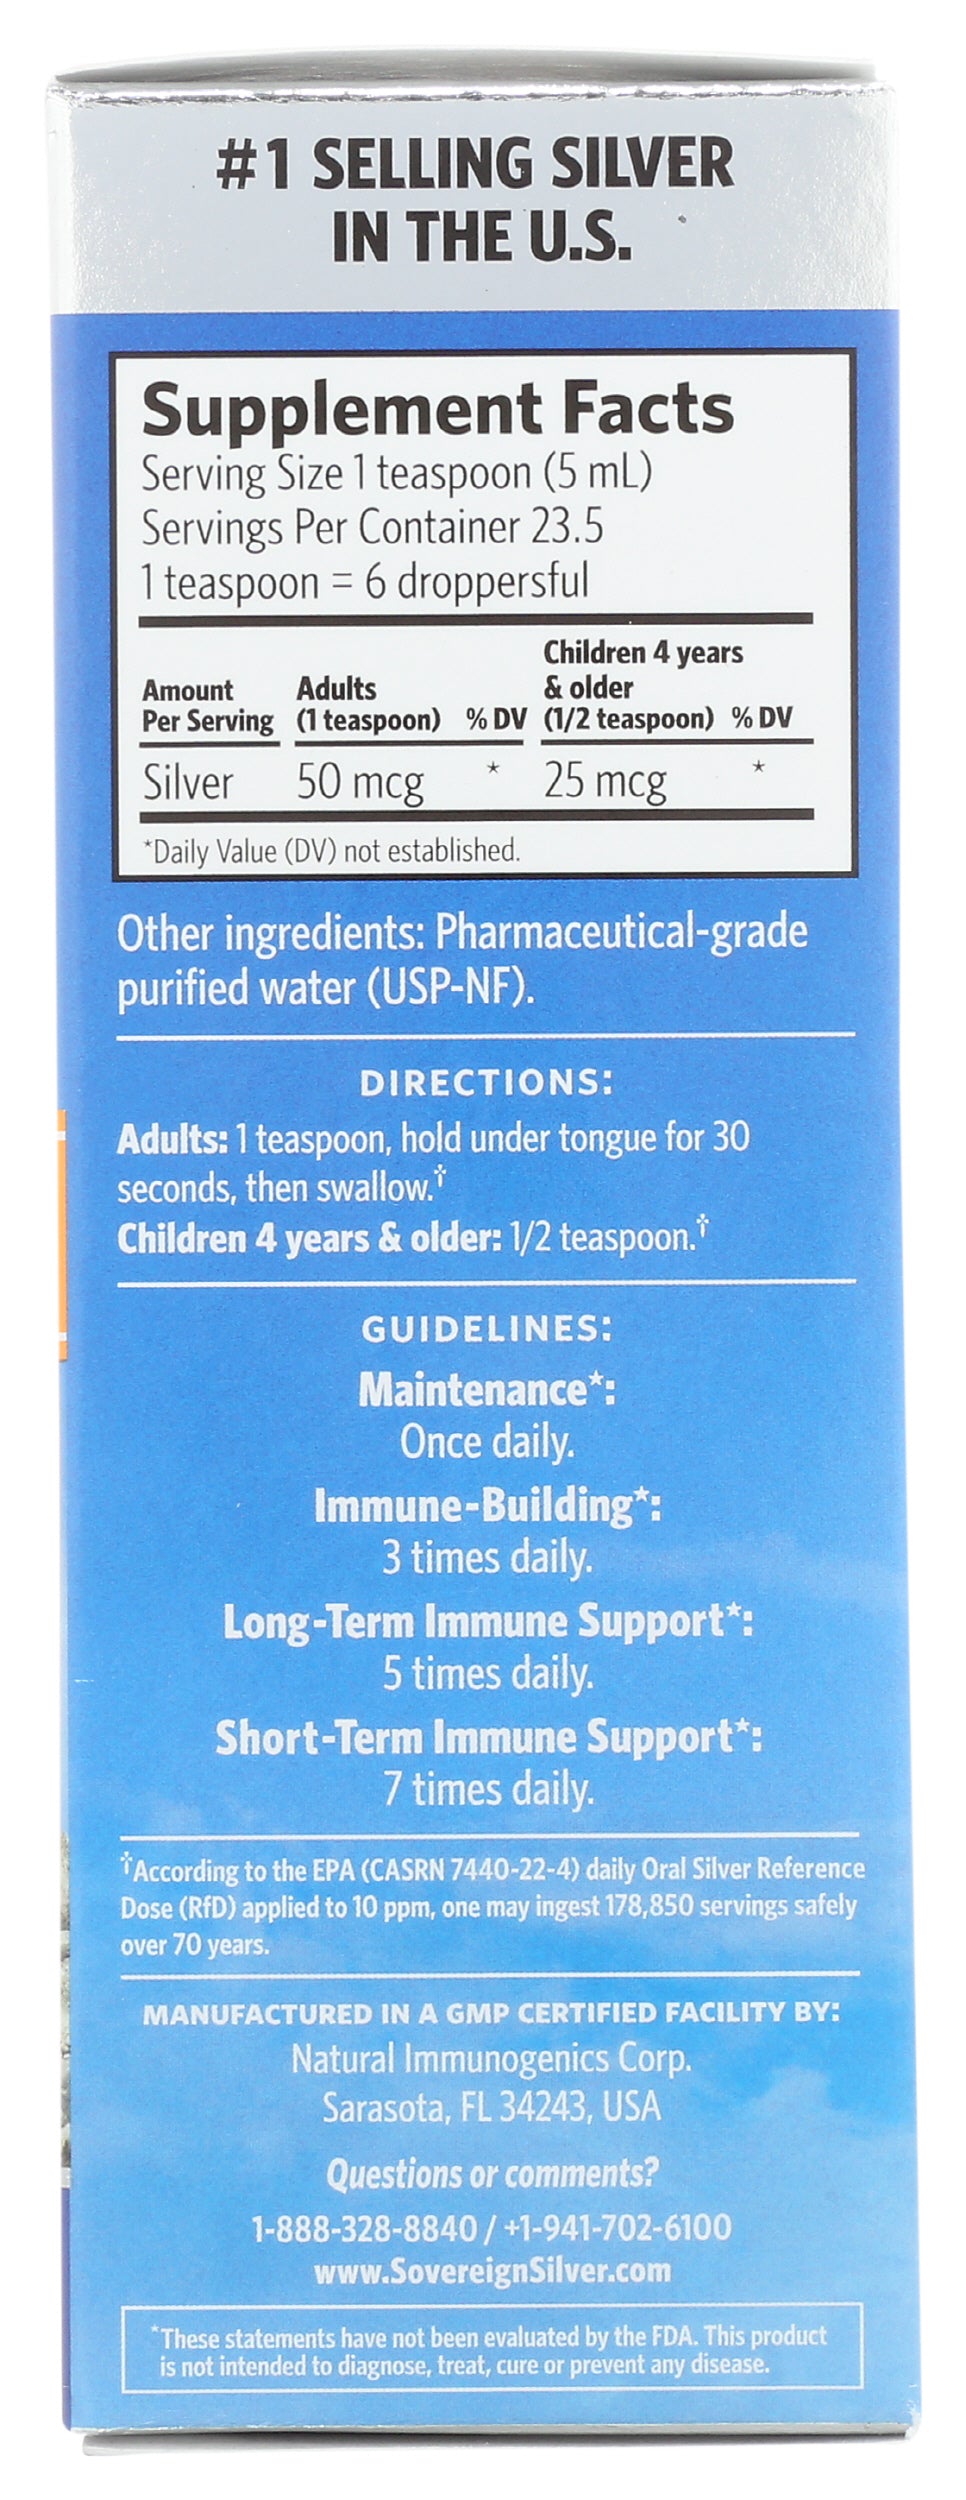 #1 SELLING SILVER
IN THE U.S.
Supplement Facts
Serving Size 1 teaspoon (5 mL)
Servings Per Container 23.5
1 teaspoon = 6 droppersful
Children 4 years
Amount Adults & older
Per Serving (1 teaspoon) % DV (1/2 teaspoon) % DV
Silver 50 mcg * 25 mcg *
*Daily Value (DV) not established.
Other ingredients: Pharmaceutical-grade
purified water (USP-NF).
DIRECTIONS:
Adults: 1 teaspoon, hold under tongue for 30
seconds, then swallow.†
Children 4 years & older: 1/2 teaspoon.†
GUIDELINES:
Maintenance*:
Once daily.
Immune-Building*:
3 times daily.
Long-Term Immune Support*:
5 times daily.
Short-Term Immune Support*:
7 times daily.
†According to the EPA (CASRN 7440-22-4) daily Oral Silver Reference
Dose (RfD) applied to 10 ppm, one may ingest 178,850 servings safely
over 70 years.
MANUFACTURED IN A GMP CERTIFIED FACILITY BY:
Natural Immunogenics Corp.
Sarasota, FL 34243, USA
Questions or comments?
1-888-328-8840 / +1-941-702-6100
www.SovereignSilver.com
*These statements have not been evaluated by the FDA. This product
is not intended to diagnose, treat, cure or prevent any disease.